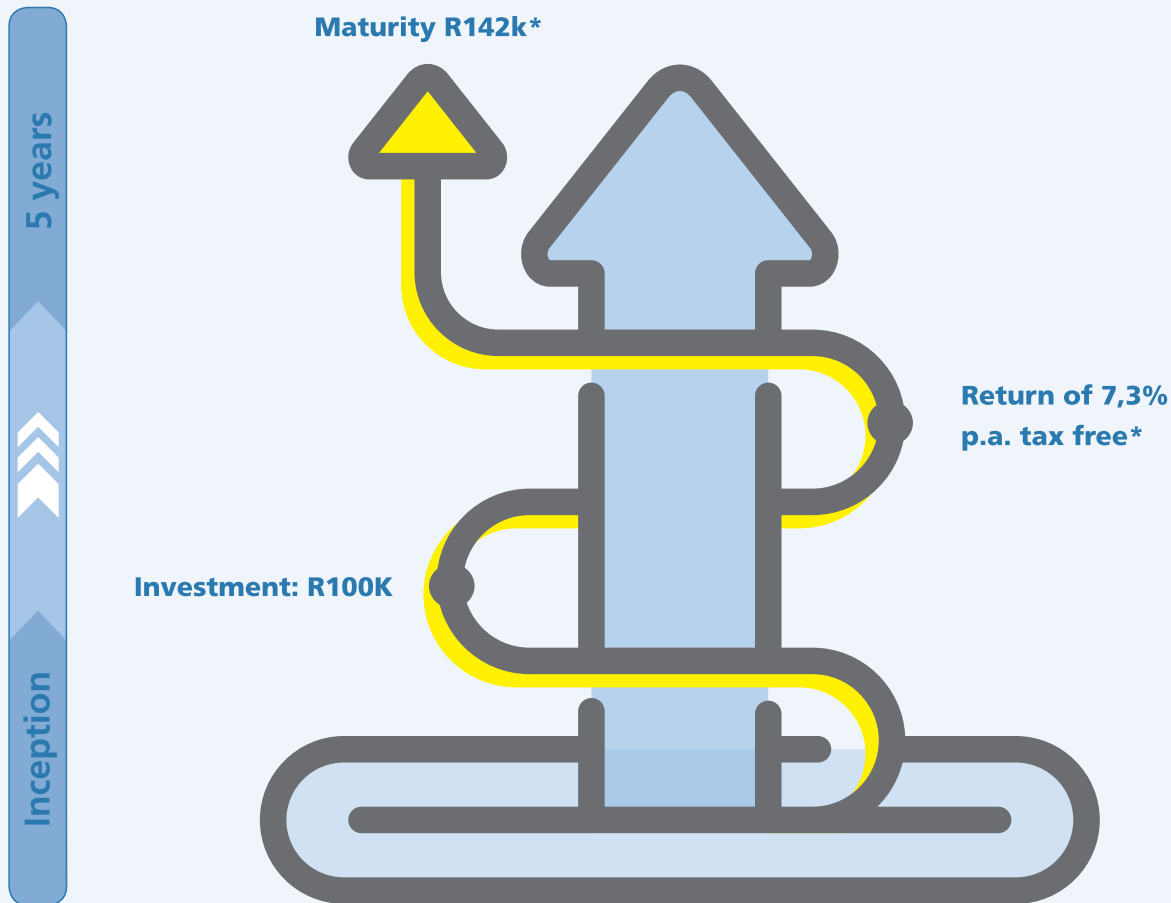 Maturity R142k*
5 years
Return of 7,3%
p.a. tax free*
Investment: R100K
Inception